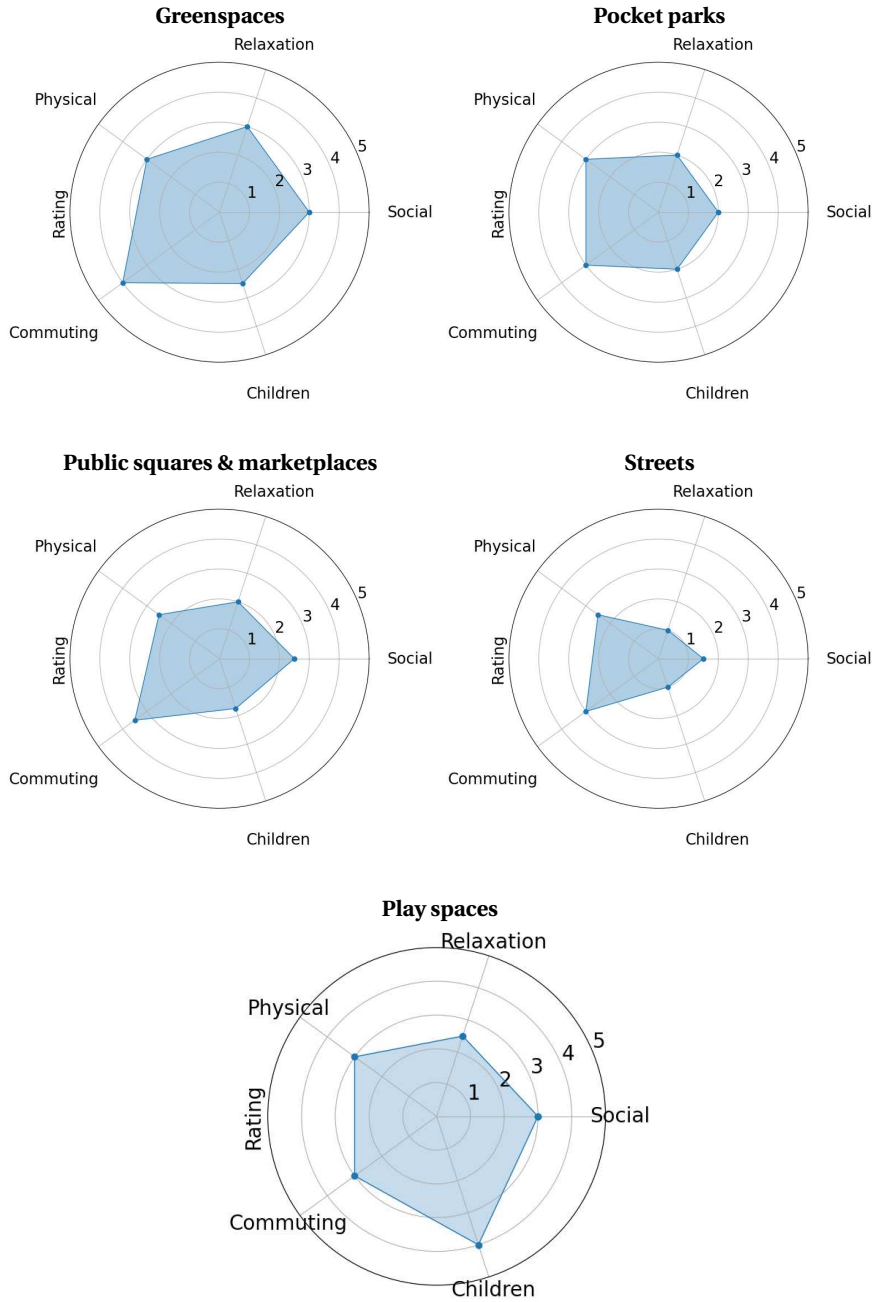 Greenspaces
Relaxation
Physical
5
4
3
2
1
Rating
Social
Commuting
Children
Pocket parks
Relaxation
Physical
5
4
3
2
1
Rating
Social
Commuting
Children
Public squares & marketplaces
Relaxation
Physical
5
4
3
2
1
Rating
Social
Commuting
Children
Streets
Relaxation
Physical
5
4
3
2
1
Rating
Social
Commuting
Children
Play spaces
Relaxation
Physical
5
4
3
2
1
Rating
Social
Commuting
Children